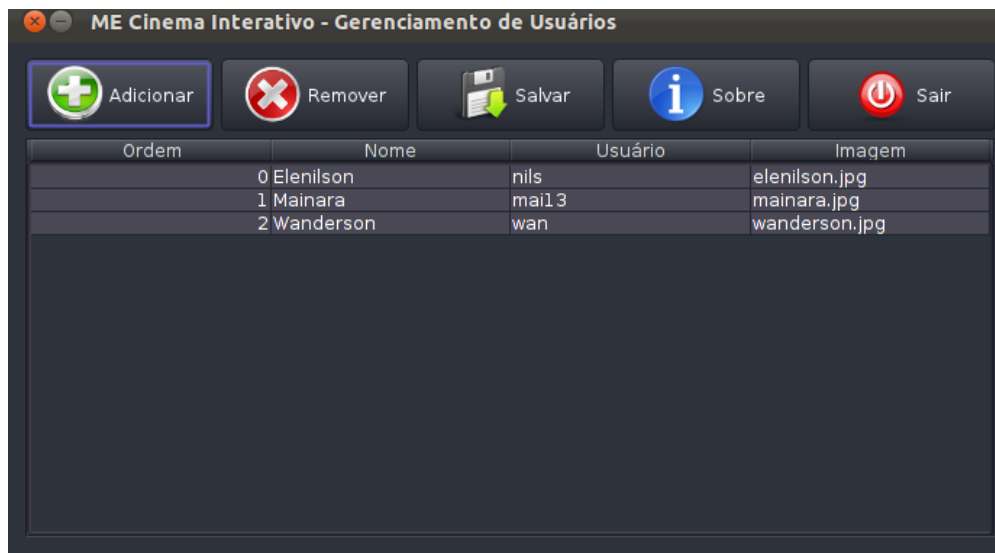 ME Cinema Interativo - Gerenciamento de Usuários
Adicionar Remover Salvar Sobre Sair
Ordem Nome Usuário Imagem
0 Elenilson nils elenilson.jpg
1 Mainara mai13 mainara.jpg
2 Wanderson wan wanderson.jpg